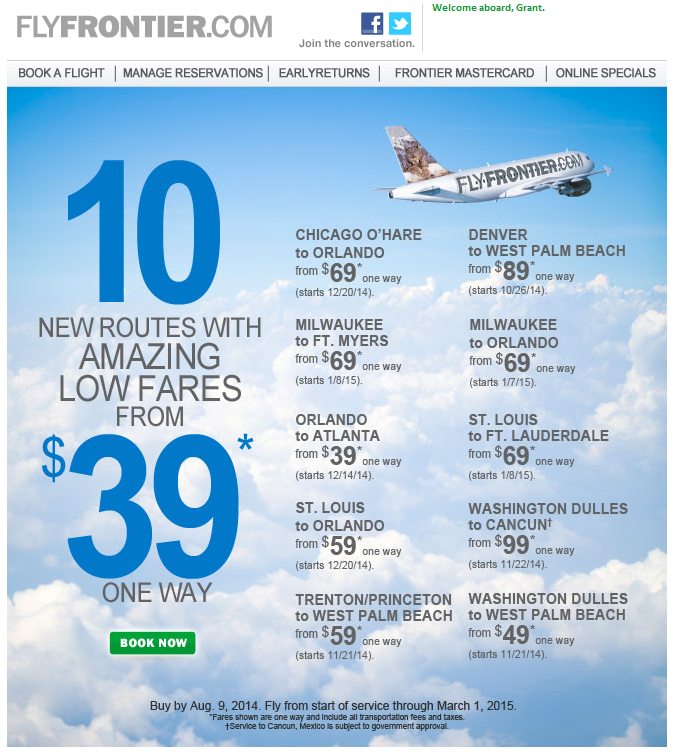 FLYFRONTIER.COM
Join the conversation.
Welcome aboard, Grant.
BOOK A FLIGHT | MANAGE RESERVATIONS | EARLYRETURNS | FRONTIER MASTERCARD | ONLINE SPECIALS
FLYFRONTIER.COM
10
NEW ROUTES WITH
AMAZING
LOW FARES
FROM
$39*
ONE WAY
BOOK NOW
CHICAGO O'HARE
to ORLANDO
from $69* one way
(starts 12/20/14).
DENVER
to WEST PALM BEACH
from $89* one way
(starts 10/26/14).
MILWAUKEE
to FT. MYERS
from $69* one way
(starts 1/8/15).
MILWAUKEE
to ORLANDO
from $69* one way
(starts 1/7/15).
ORLANDO
to ATLANTA
from $39* one way
(starts 12/14/14).
ST. LOUIS
to FT. LAUDERDALE
from $69* one way
(starts 1/8/15).
ST. LOUIS
to ORLANDO
from $59* one way
(starts 12/20/14).
WASHINGTON DULLES
to CANCUN†
from $99* one way
(starts 11/22/14).
TRENTON/PRINCETON
to WEST PALM BEACH
from $59* one way
(starts 11/21/14).
WASHINGTON DULLES
to WEST PALM BEACH
from $49* one way
(starts 11/21/14).
Buy by Aug. 9, 2014. Fly from start of service through March 1, 2015.
*Fares shown are one way and include all transportation fees and taxes.
†Service to Cancun, Mexico is subject to government approval.